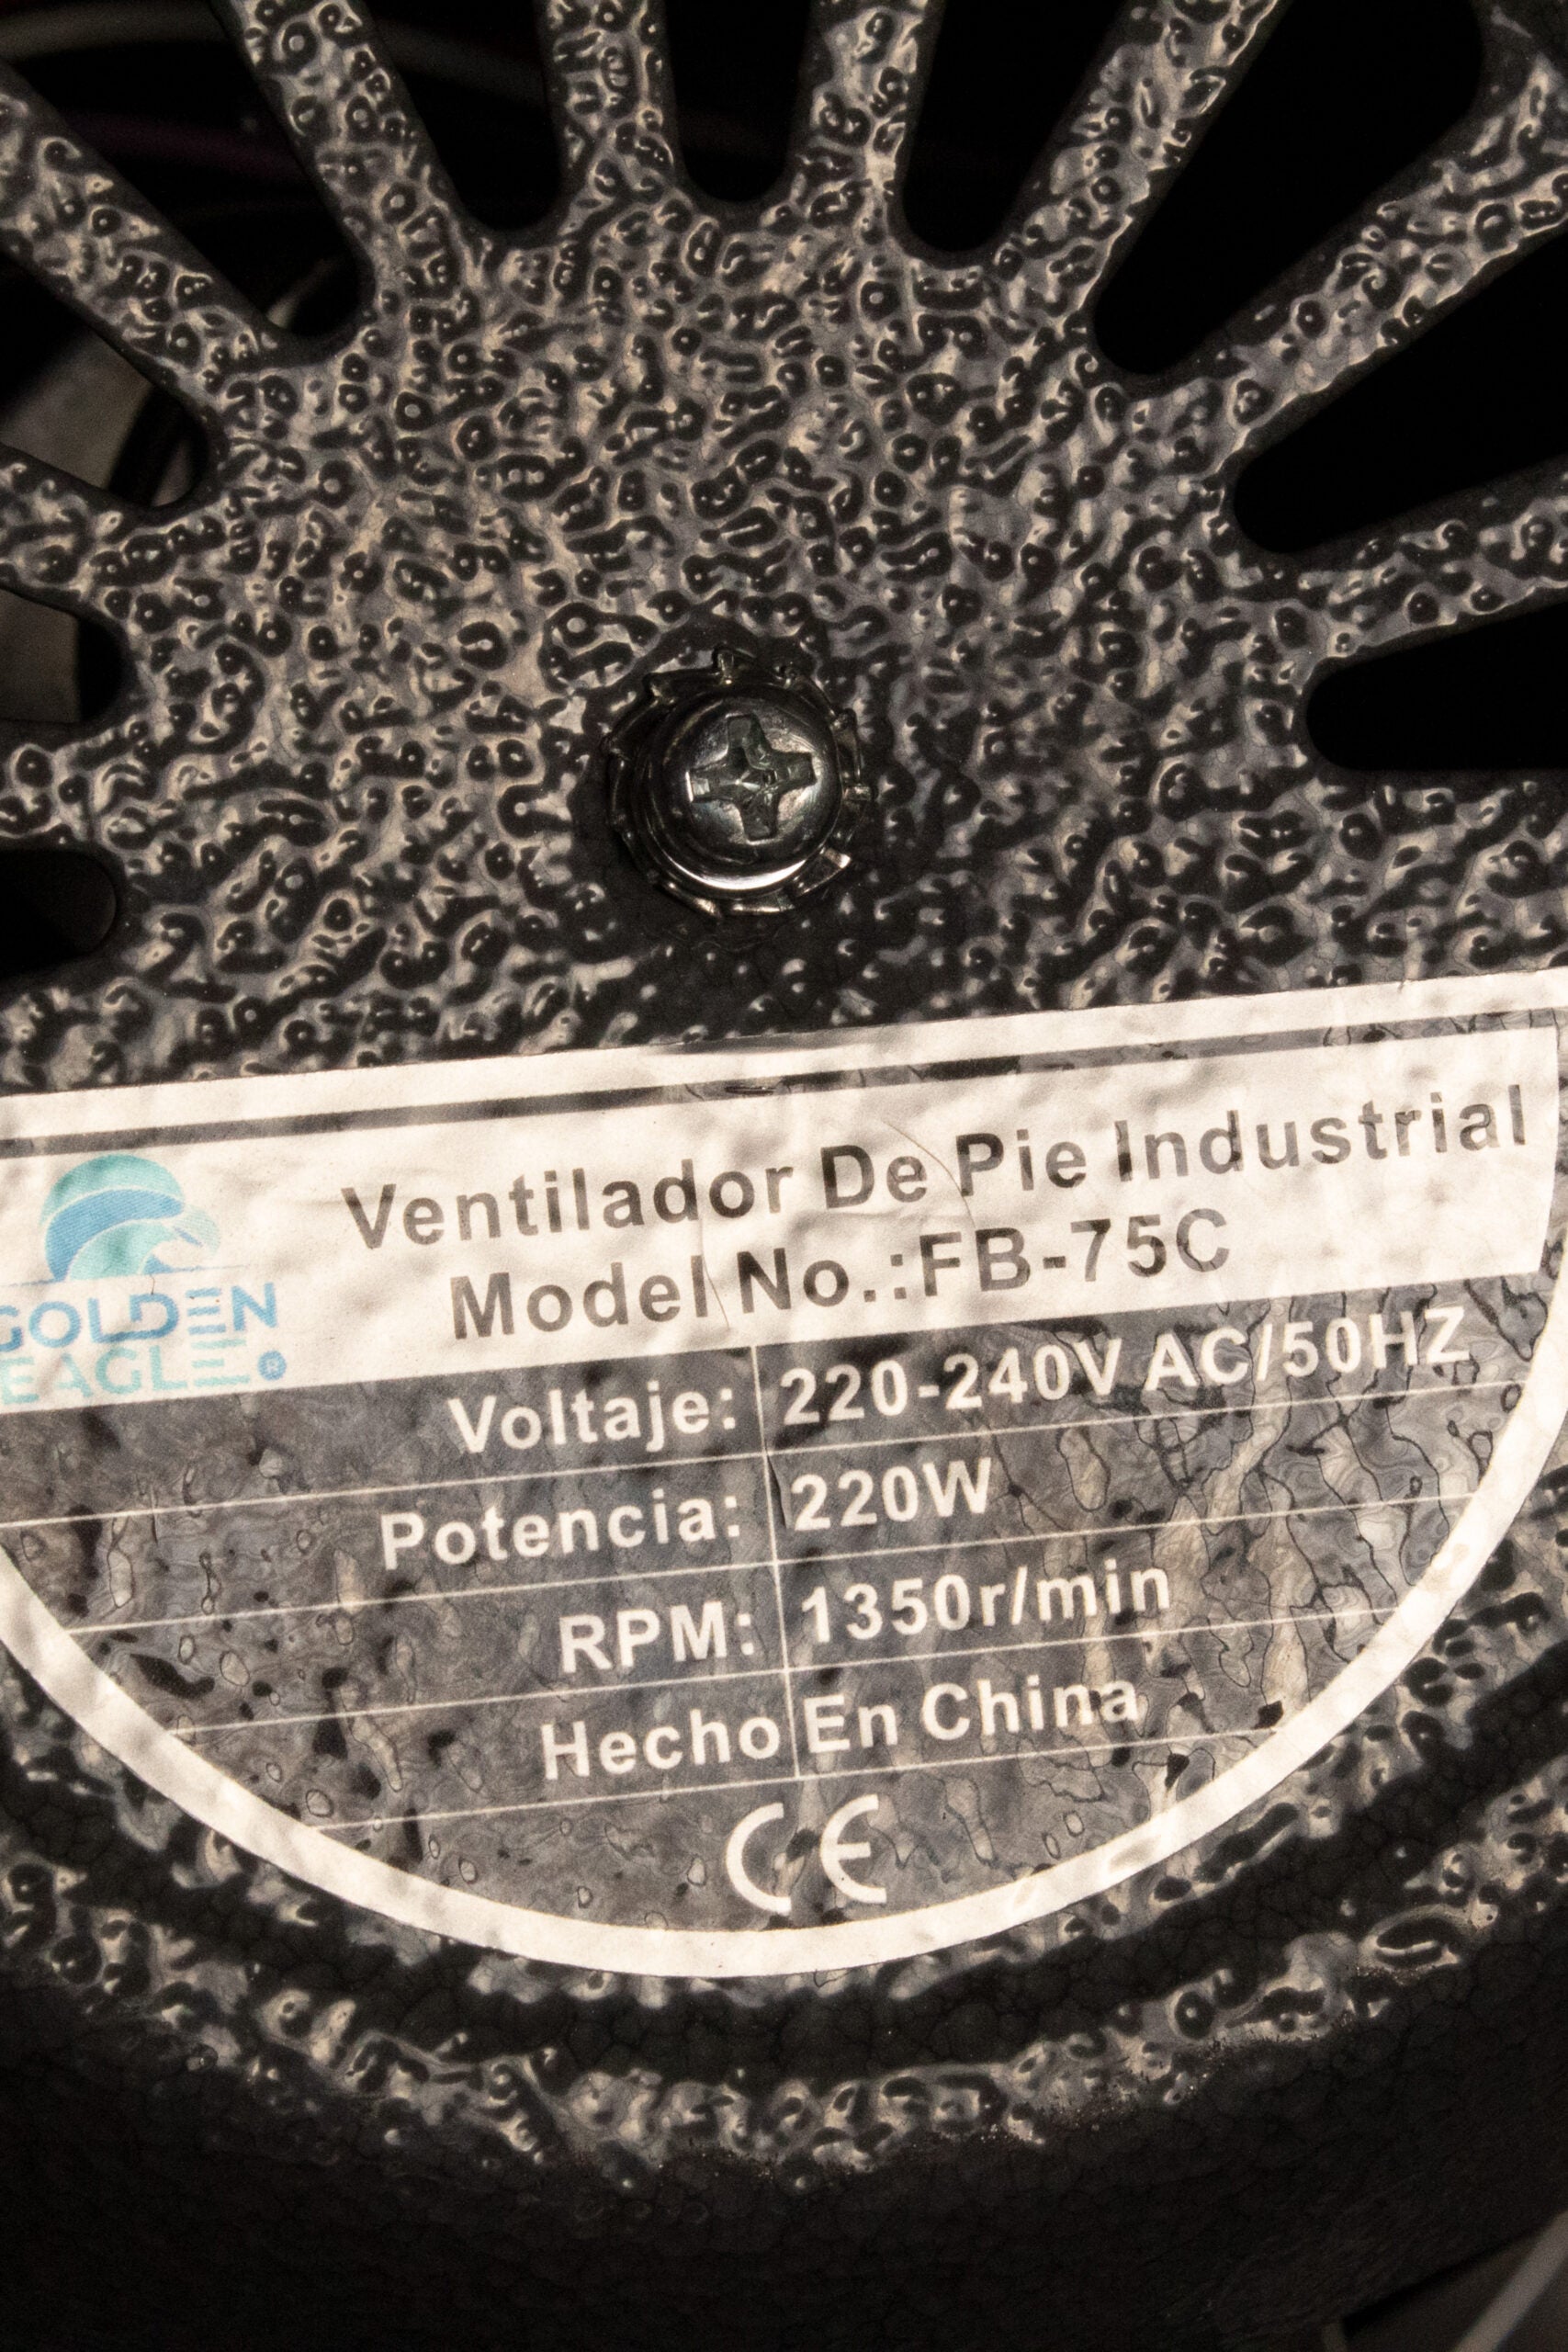 Ventilador De Pie Industrial
Model No.:FB-75C
GOLDEN
EAGLE®
Voltaje: 220-240V AC/50HZ
Potencia: 220W
RPM: 1350r/min
Hecho En China
CE